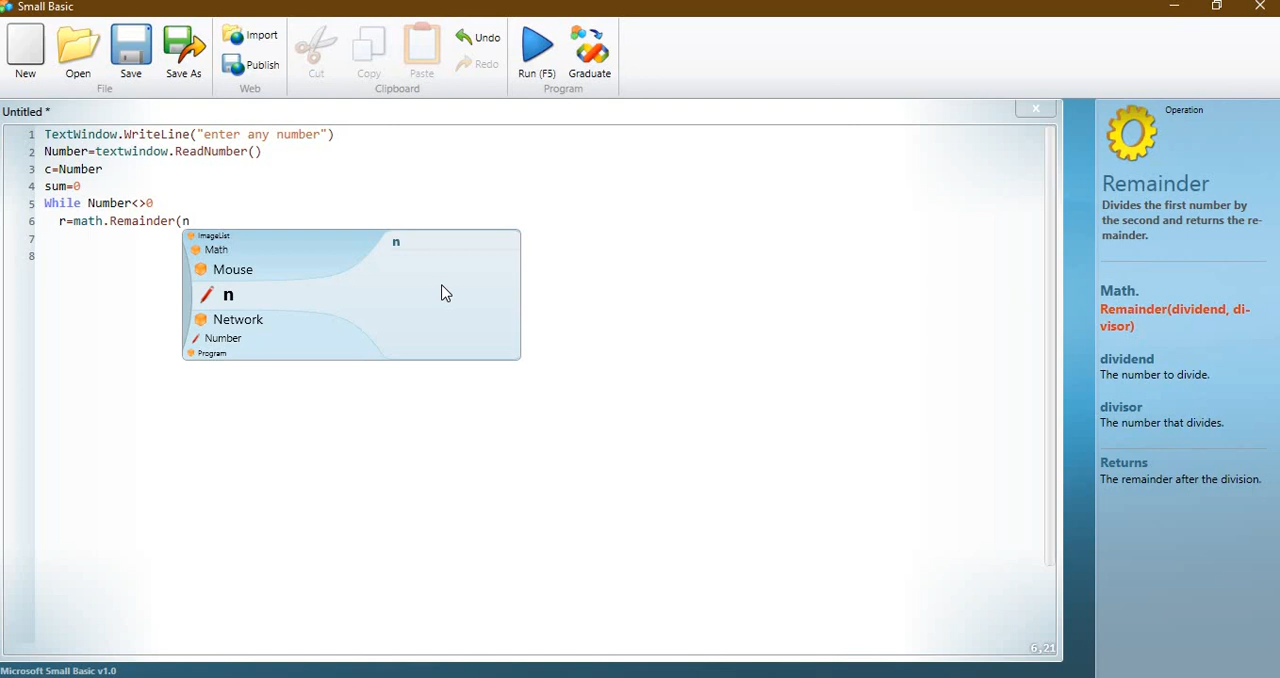 Small Basic
New
Open
Save
Save As
File
Import
Publish
Web
Cut
Copy
Paste
Undo
Redo
Clipboard
Run (F5)
Graduate
Program
Untitled *
1 TextWindow.WriteLine("enter any number")
2 Number=textwindow.ReadNumber()
3 c=Number
4 sum=0
5 While Number<>0
6 r=math.Remainder(n
7
8
ImageList
Math
Mouse
n
Network
Number
Program
n
Operation
Remainder
Divides the first number by
the second and returns the re-
mainder.
Math.
Remainder(dividend, di-
visor)
dividend
The number to divide.
divisor
The number that divides.
Returns
The remainder after the division.
6,21
Microsoft Small Basic v1.0